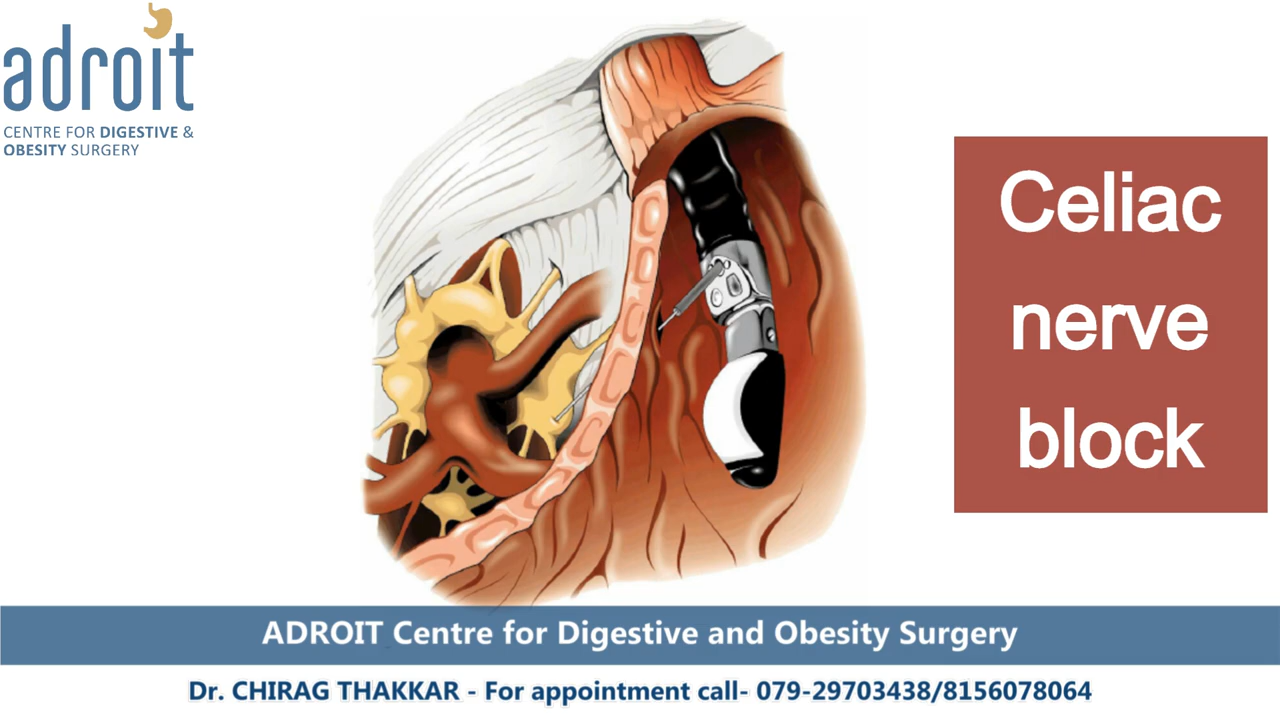 adroit
CENTRE FOR DIGESTIVE &
OBESITY SURGERY
Celiac
nerve
block
ADROIT Centre for Digestive and Obesity Surgery
Dr. CHIRAG THAKKAR - For appointment call- 079-29703438/8156078064